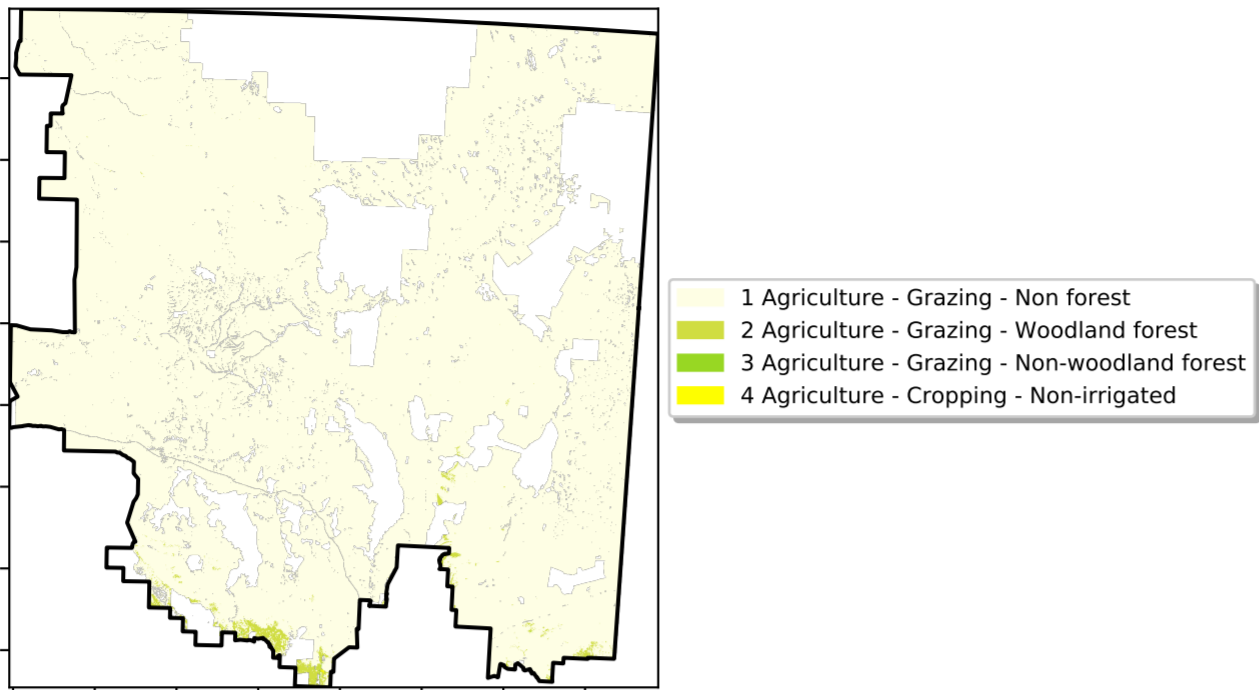 1 Agriculture - Grazing - Non forest
2 Agriculture - Grazing - Woodland forest
3 Agriculture - Grazing - Non-woodland forest
4 Agriculture - Cropping - Non-irrigated